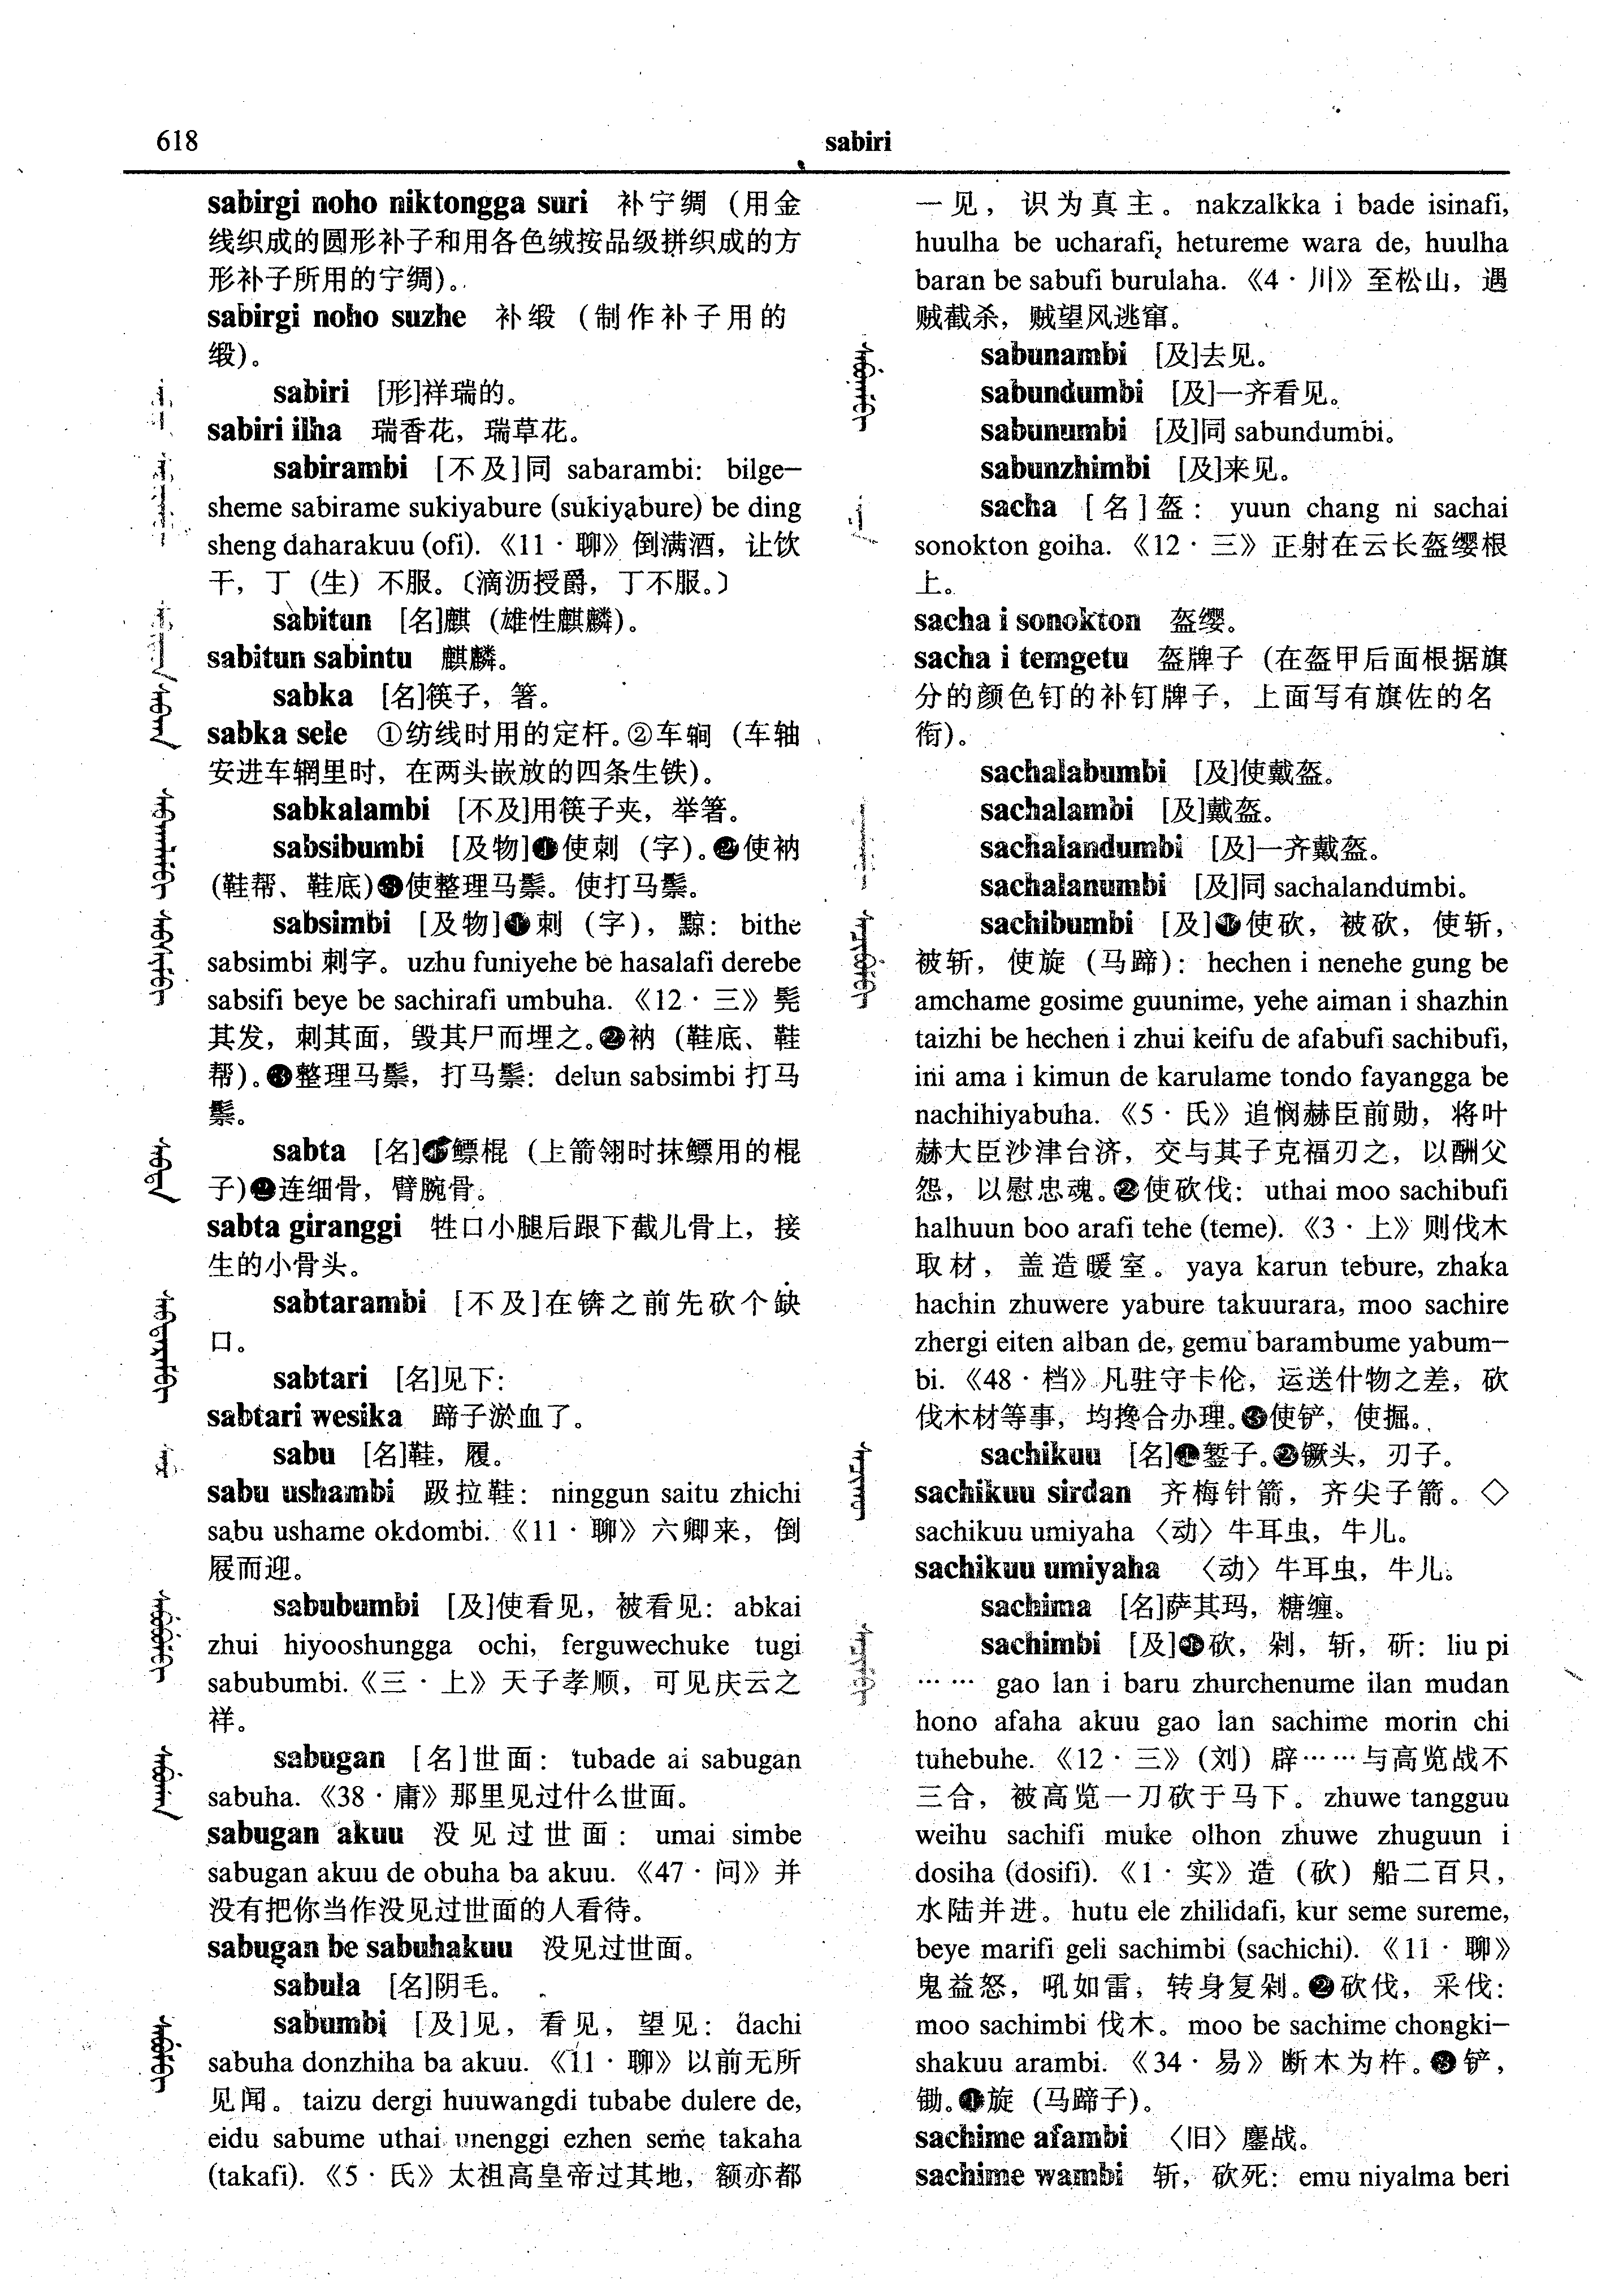 618
sabiri
sabirgi noho niktongga suri 补宁绸（用金
线织成的圆形补子和用各色绒按品级拼织成的方
形补子所用的宁绸)。
sabirgi noho suzhe 补缎（制作补子用的
缎)。
sabiri [形]祥瑞的。
sabiri ilha 瑞香花，瑞草花。
sabirambi [不及]同 sabarambi: bilge-
sheme sabirame sukiyabure (sukiyabure) be ding
sheng daharakuu (ofi). 《11·聊》倒满酒，让饮
干，丁（生）不服。〔滴沥授爵，丁不服。〕
sabitun [名]麒（雄性麒麟)。
sabitun sabintu 麒麟。
sabka [名]筷子，箸。
sabka sele ①纺线时用的定杆。②车锏（车轴
安进车辋里时，在两头嵌放的四条生铁)。
sabkalambi [不及]用筷子夹，举箸。
sabsibumbi [及物]❶使刺（字)。❷使衲
(鞋帮、鞋底)❸使整理马鬃。使打马鬃。
sabsimbi [及物]❶刺（字)，黥: bithe
sabsimbi 刺字。uzhu funiyehe be hasalafi derebe
sabsifi beye be sachirafi umbuha. 《12·三》髡
其发，刺其面，毁其尸而埋之。❷衲（鞋底、鞋
帮)。❸整理马鬃，打马鬃: delun sabsimbi 打马
鬃。
sabta [名]❶鳔棍（上箭翎时抹鳔用的棍
子)❷连细骨，臂腕骨。
sabta giranggi 牲口小腿后跟下截儿骨上，接
生的小骨头。
sabtarambi [不及]在锛之前先砍个缺
口。
sabtari [名]见下:
sabtari wesika 蹄子淤血了。
sabu [名]鞋，履。
sabu ushambi 趿拉鞋: ninggun saitu zhichi
sabu ushame okdombi. 《11·聊》六卿来，倒
屐而迎。
sabubumbi [及]使看见，被看见: abkai
zhui hiyooshungga ochi, ferguwechuke tugi
sabubumbi.《三·上》天子孝顺，可见庆云之
祥。
sabugan [名]世面: tubade ai sabugan
sabuha. 《38·庸》那里见过什么世面。
sabugan akuu 没见过世面: umai simbe
sabugan akuu de obuha ba akuu. 《47·问》并
没有把你当作没见过世面的人看待。
sabugan be sabuhakuu 没见过世面。
sabula [名]阴毛。
sabumbi [及]见，看见，望见: dachi
sabuha donzhiha ba akuu. 《11·聊》以前无所
见闻。taizu dergi huuwangdi tubabe dulere de,
eidu sabume uthai unenggi ezhen seme takaha
(takafi). 《5·氏》太祖高皇帝过其地，额亦都
一见，识为真主。nakzalkka i bade isinafi,
huulha be ucharafi, hetureme wara de, huulha
baran be sabufi burulaha. 《4·川》至松山，遇
贼截杀，贼望风逃窜。
sabunambi [及]去见。
sabundumbi [及]一齐看见。
sabunumbi [及]同 sabundumbi。
sabunzhimbi [及]来见。
sacha [名]盔: yuun chang ni sachai
sonokton goiha. 《12·三》正射在云长盔缨根
上。
sacha i sonokton 盔缨。
sacha i temgetu 盔牌子（在盔甲后面根据旗
分的颜色钉的补钉牌子，上面写有旗佐的名
衔)。
sachalabumbi [及]使戴盔。
sachalambi [及]戴盔。
sachalandumbi [及]一齐戴盔。
sachalanumbi [及]同 sachalandumbi。
sachibumbi [及]❶使砍，被砍，使斩，
被斩，使旋（马蹄): hechen i nenehe gung be
amchame gosime guunime, yehe aiman i shazhin
taizhi be hechen i zhui keifu de afabufi sachibufi,
ini ama i kimun de karulame tondo fayangga be
nachihiyabuha. 《5·氏》追悯赫臣前勋，将叶
赫大臣沙津台济，交与其子克福刃之，以酬父
怨，以慰忠魂。❷使砍伐: uthai moo sachibufi
halhuun boo arafi tehe (teme). 《3·上》则伐木
取材，盖造暖室。yaya karun tebure, zhaka
hachin zhuwere yabure takuurara, moo sachire
zhergi eiten alban de, gemu barambume yabum-
bi. 《48·档》凡驻守卡伦，运送什物之差，砍
伐木材等事，均搀合办理。❸使铲，使掘。
sachikuu [名]❶錾子。❷镢头，刃子。
sachikuu sirdan 齐梅针箭，齐尖子箭。◇
sachikuu umiyaha〈动〉牛耳虫，牛儿。
sachikuu umiyaha 〈动〉牛耳虫，牛儿。
sachima [名]萨其玛，糖缠。
sachimbi [及]❶砍，剁，斩，斫: liu pi
…… gao lan i baru zhurchenume ilan mudan
hono afaha akuu gao lan sachime morin chi
tuhebuhe. 《12·三》(刘）辟……与高览战不
三合，被高览一刀砍于马下。zhuwe tangguu
weihu sachifi muke olhon zhuwe zhuguun i
dosiha (dosifi). 《1·实》造（砍）船二百只，
水陆并进。hutu ele zhilidafi, kur seme sureme,
beye marifi geli sachimbi (sachichi). 《11·聊》
鬼益怒，吼如雷，转身复剁。❷砍伐，采伐:
moo sachimbi 伐木。moo be sachime chongki-
shakuu arambi. 《34·易》断木为杵。❸铲，
锄。❹旋（马蹄子)。
sachime afambi 〈旧〉鏖战。
sachime wambi 斩，砍死: emu niyalma beri